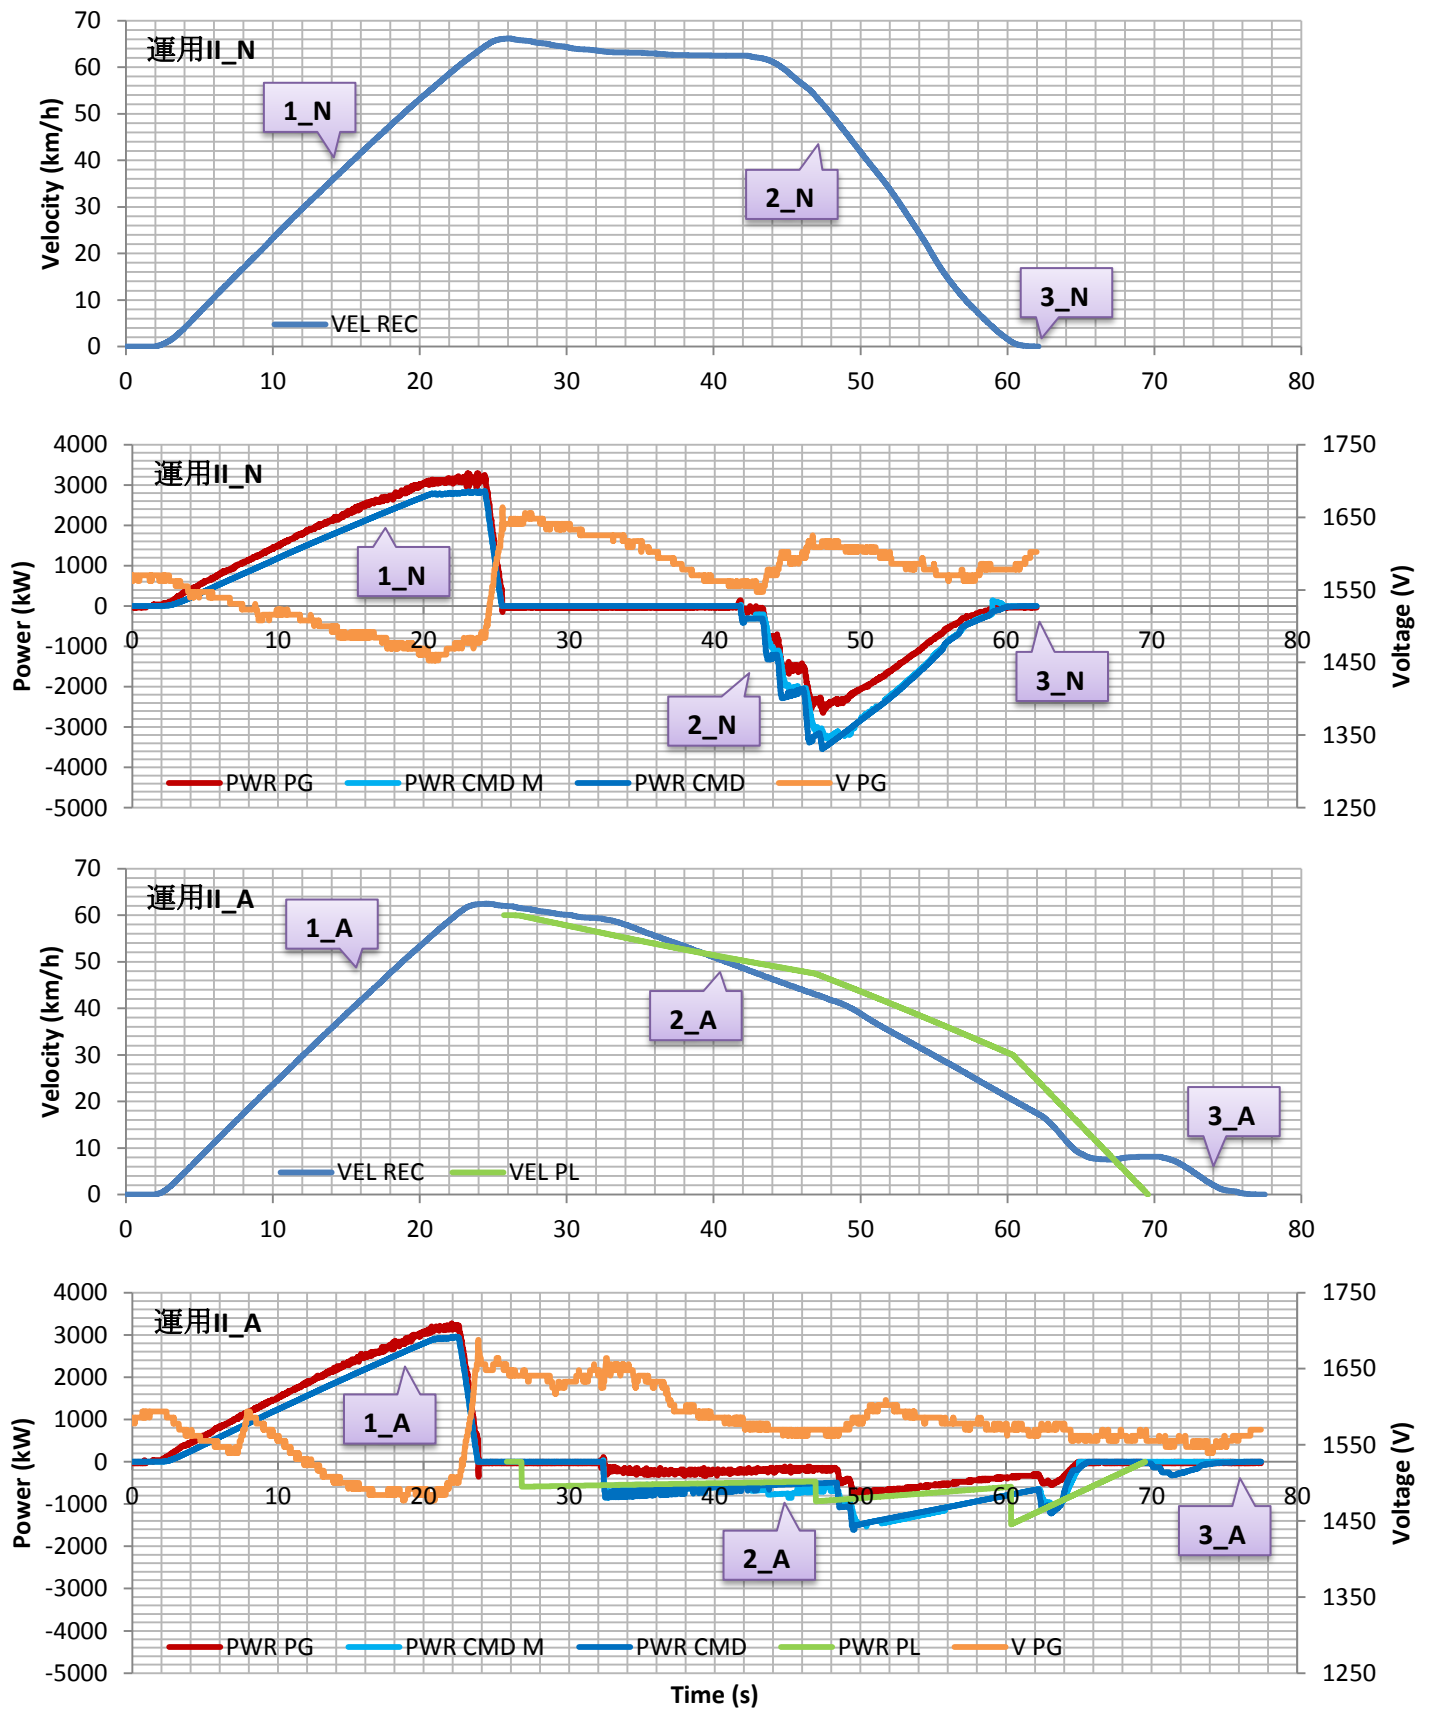 70
60
50
40
30
20
10
0
Velocity (km/h)
運用II_N
1_N
2_N
3_N
VEL REC
0 10 20 30 40 50 60 70 80
4000
3000
2000
1000
0
-1000
-2000
-3000
-4000
-5000
Power (kW)
運用II_N
1_N
2_N
3_N
0 10 20 30 40 50 60 70 80
PWR PG PWR CMD M PWR CMD V PG
1750
1650
1550
1450
1350
1250
Voltage (V)
70
60
50
40
30
20
10
0
Velocity (km/h)
運用II_A
1_A
2_A
3_A
VEL REC VEL PL
0 10 20 30 40 50 60 70 80
4000
3000
2000
1000
0
-1000
-2000
-3000
-4000
-5000
Power (kW)
運用II_A
1_A
2_A
3_A
0 10 20 30 40 50 60 70 80
PWR PG PWR CMD M PWR CMD PWR PL V PG
1750
1650
1550
1450
1350
1250
Voltage (V)
Time (s)